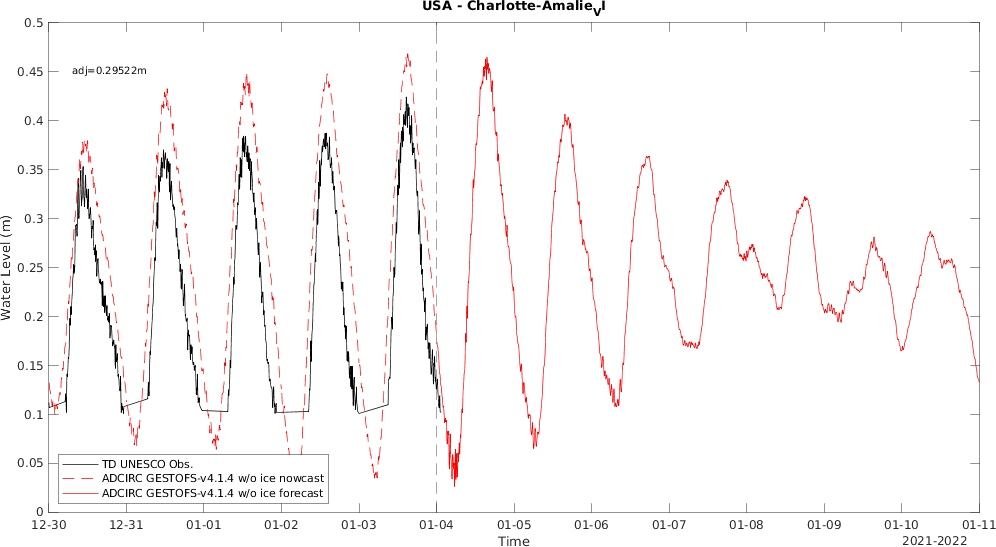 USA - Charlotte-AmalieVI
0.5
0.45
0.4
0.35
0.3
0.25
0.2
0.15
0.1
0.05
0
Water Level (m)
adj=0.29522m
TD UNESCO Obs.
ADCIRC GESTOFS-v4.1.4 w/o ice nowcast
ADCIRC GESTOFS-v4.1.4 w/o ice forecast
12-30 12-31 01-01 01-02 01-03 01-04 01-05 01-06 01-07 01-08 01-09 01-10 01-11
Time
2021-2022